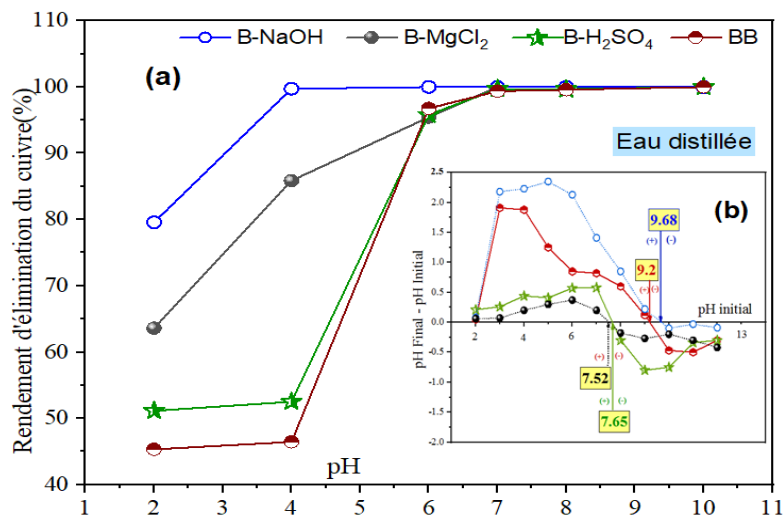 B-NaOH B-MgCl2 B-H2SO4 BB
(a)
Eau distillée
Rendement d'élimination du cuivre(%)
110
100
90
80
70
60
50
40
pH
1 2 3 4 5 6 7 8 9 10 11
(b)
pH Final - pH Initial
2.5
2.0
1.5
1.0
0.5
0.0
-0.5
-1.0
-1.5
-2.0
9.68
(+) (-)
9.2
(+) (-)
pH initial
2 4 6 8 13
(+) (-)
7.52
(+) (-)
7.65